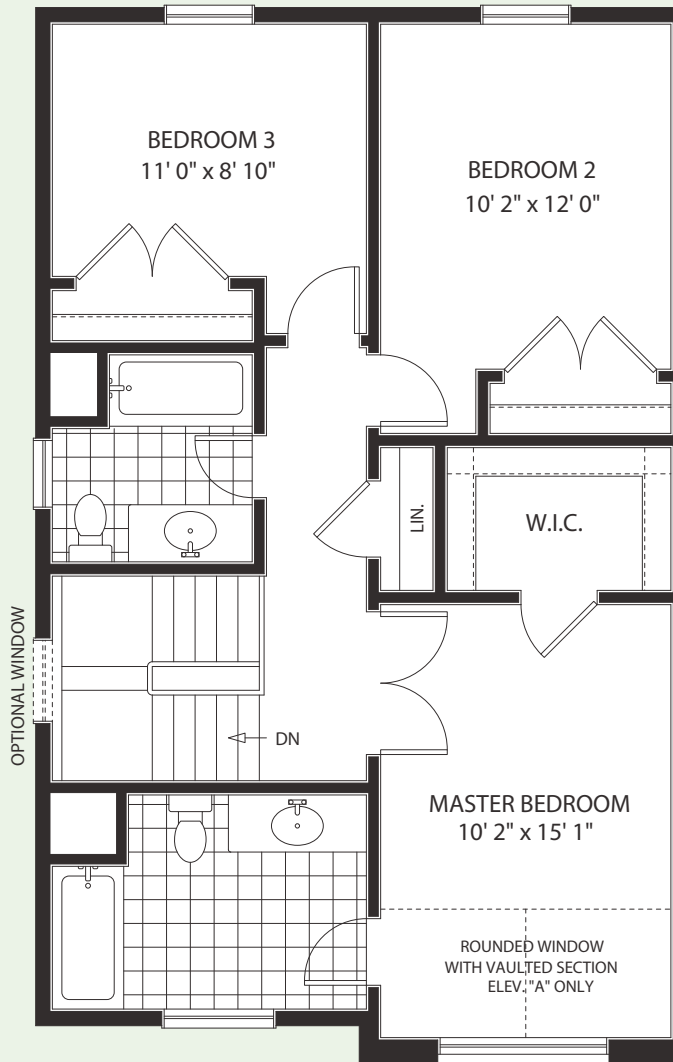 BEDROOM 3
11' 0" x 8' 10"
BEDROOM 2
10' 2" x 12' 0"
LIN.
W.I.C.
OPTIONAL WINDOW
DN
MASTER BEDROOM
10' 2" x 15' 1"
ROUNDED WINDOW
WITH VAULTED SECTION
ELEV. "A" ONLY